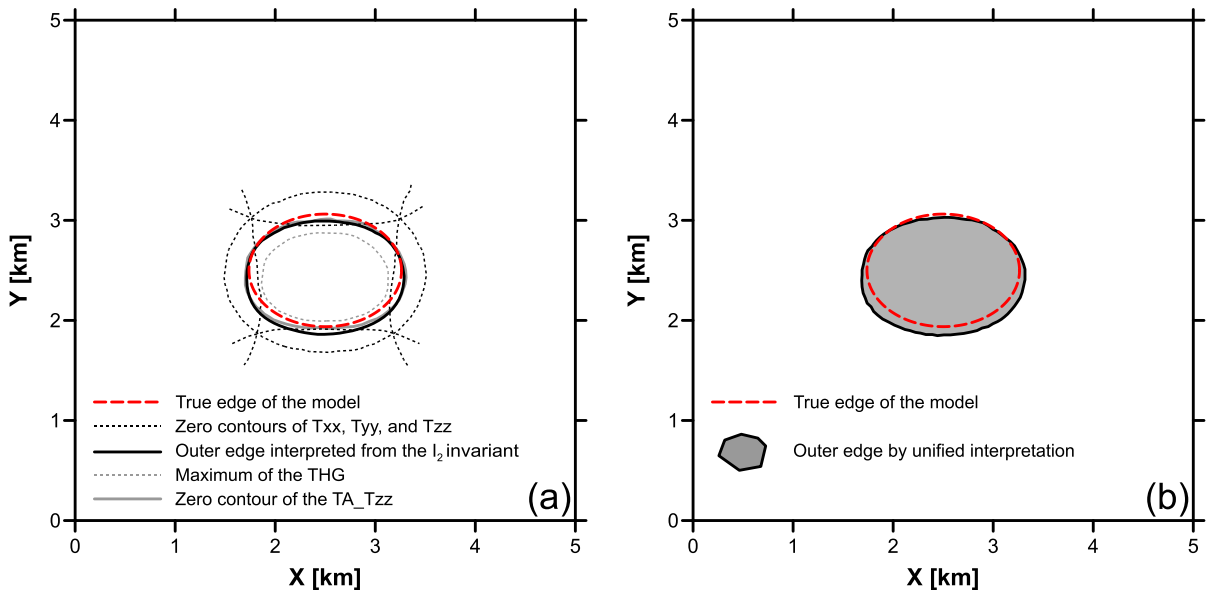 5
4
3
2
1
0
Y [km]
True edge of the model
Zero contours of Txx, Tyy, and Tzz
Outer edge interpreted from the I2 invariant
Maximum of the THG
Zero contour of the TA_Tzz
(a)
0 1 2 3 4 5
X [km]
5
4
3
2
1
0
Y [km]
True edge of the model
Outer edge by unified interpretation
(b)
0 1 2 3 4 5
X [km]